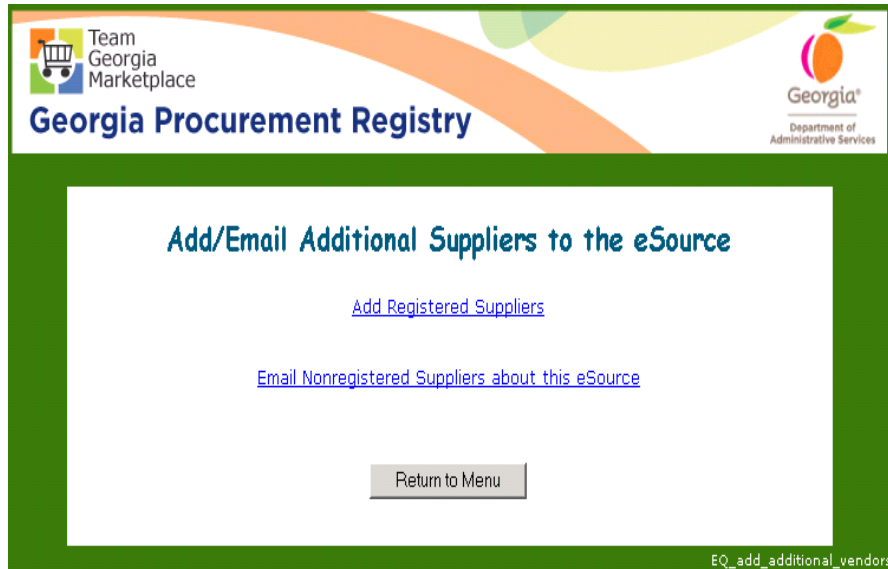 Team
Georgia
Marketplace
Georgia Procurement Registry
Georgia®
Department of
Administrative Services
Add/Email Additional Suppliers to the eSource
Add Registered Suppliers
Email Nonregistered Suppliers about this eSource
Return to Menu
EQ_add_additional_vendors